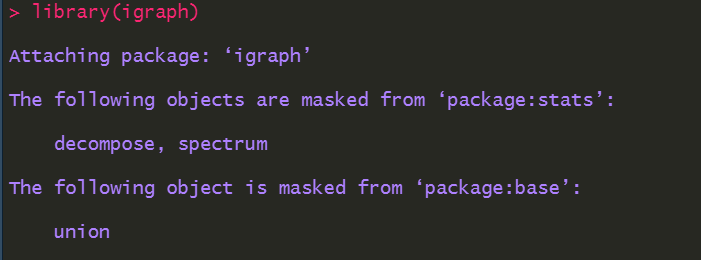 > library(igraph)
Attaching package: ‘igraph’
The following objects are masked from ‘package:stats’:
decompose, spectrum
The following object is masked from ‘package:base’:
union